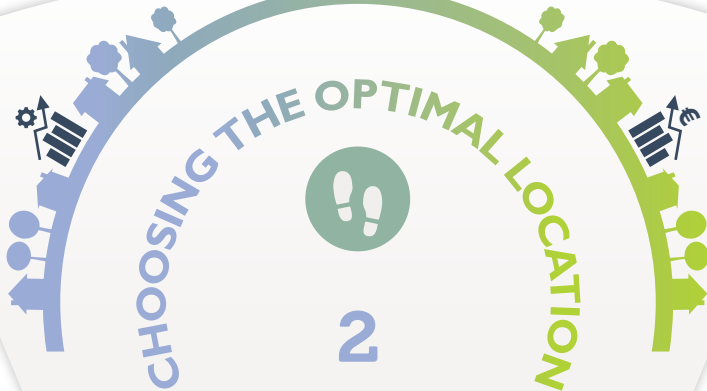 CHOOSING THE OPTIMAL LOCATION
2
€